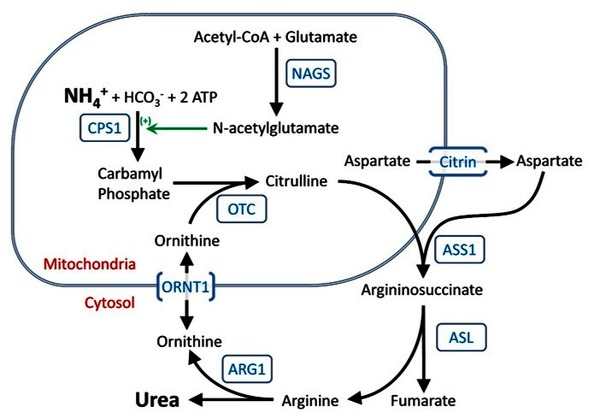 Acetyl-CoA + Glutamate
NAGS
NH₄⁺ + HCO₃⁻ + 2 ATP
(+)
CPS1
N-acetylglutamate
Carbamyl
Phosphate
Citrulline
Aspartate
Citrin
Aspartate
OTC
Ornithine
ASS1
Mitochondria
ORNT1
Cytosol
Argininosuccinate
Ornithine
ASL
ARG1
Urea
Arginine
Fumarate